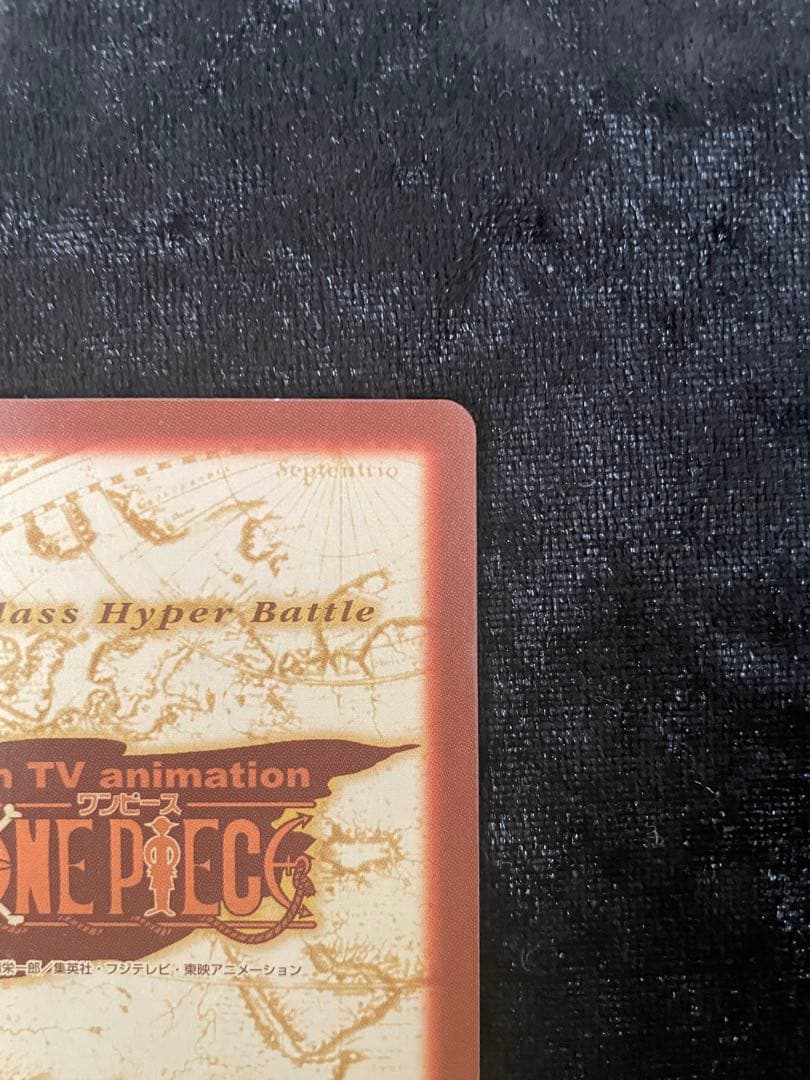 Septentrio
lass Hyper Battle
n TV animation
ワンピース
ONE PIECE
栄一郎／集英社・フジテレビ・東映アニメーション